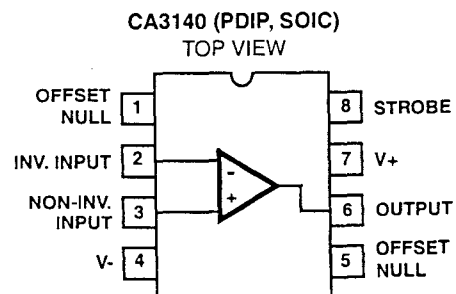 CA3140 (PDIP, SOIC)
TOP VIEW
OFFSET
NULL
1
8
STROBE
INV. INPUT
2
7
V+
-
NON-INV.
INPUT
3
+
6
OUTPUT
V-
4
5
OFFSET
NULL